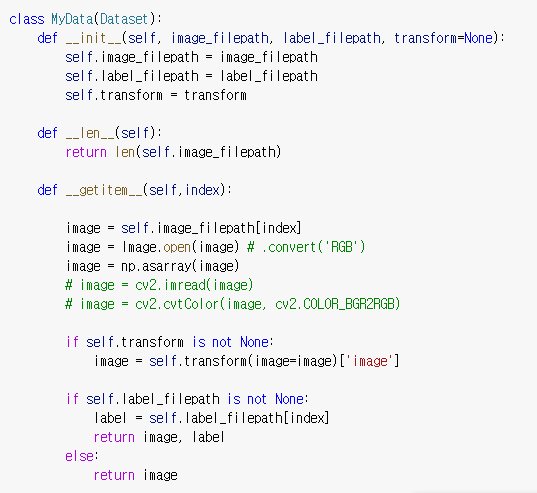 class MyData(Dataset):
    def __init__(self, image_filepath, label_filepath, transform=None):
        self.image_filepath = image_filepath
        self.label_filepath = label_filepath
        self.transform = transform

    def __len__(self):
        return len(self.image_filepath)

    def __getitem__(self,index):

        image = self.image_filepath[index]
        image = Image.open(image) # .convert('RGB')
        image = np.asarray(image)
        # image = cv2.imread(image)
        # image = cv2.cvtColor(image, cv2.COLOR_BGR2RGB)

        if self.transform is not None:
            image = self.transform(image=image)['image']

        if self.label_filepath is not None:
            label = self.label_filepath[index]
            return image, label
        else:
            return image